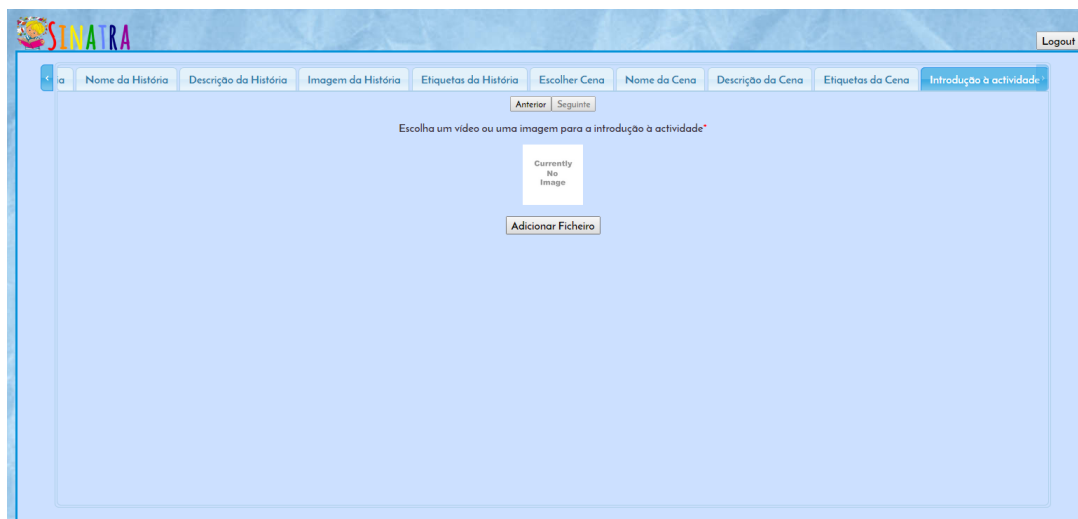 SINATRA
Logout
a Nome da História Descrição da História Imagem da História Etiquetas da História Escolher Cena Nome da Cena Descrição da Cena Etiquetas da Cena Introdução à actividade
Anterior Seguinte
Escolha um vídeo ou uma imagem para a introdução à actividade*
Currently
No
Image
Adicionar Ficheiro